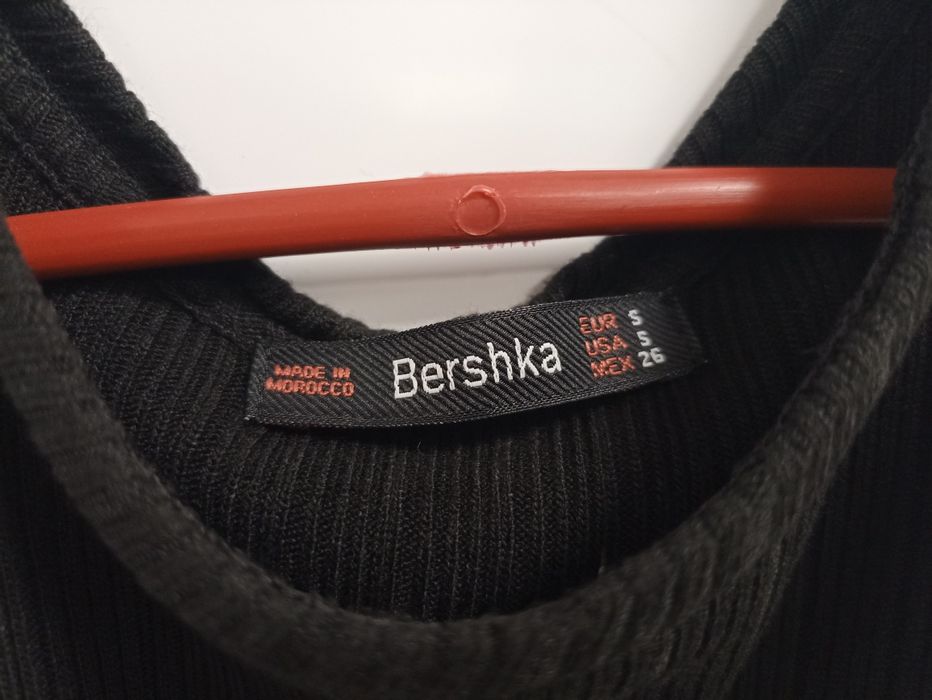 MADE IN
MOROCCO
Bershka
EUR S
USA S
MEX 26